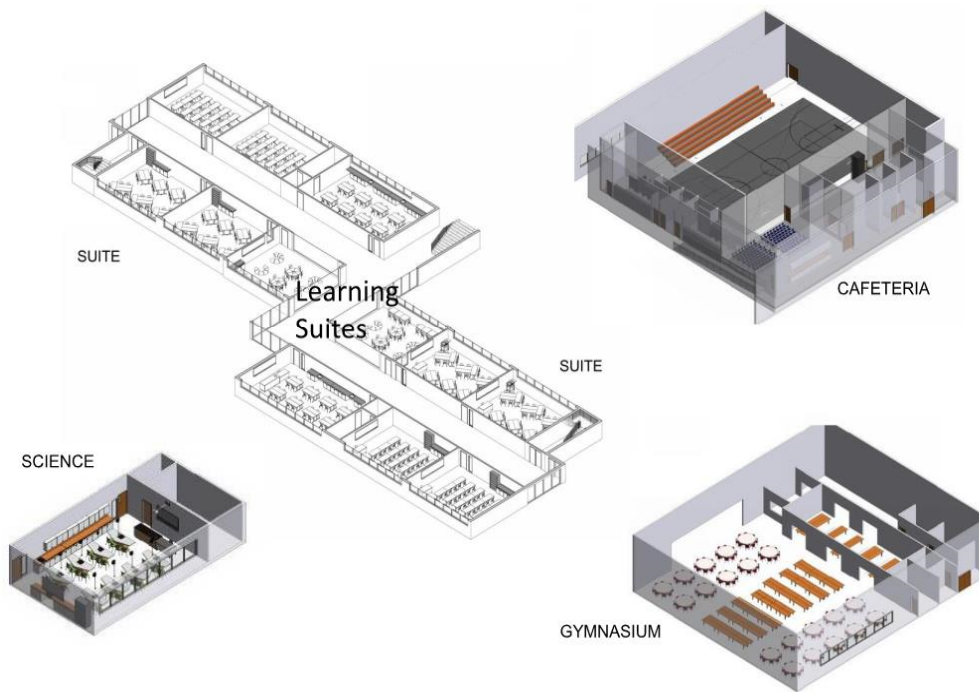 CAFETERIA
SUITE
Learning
Suites
SUITE
SCIENCE
GYMNASIUM